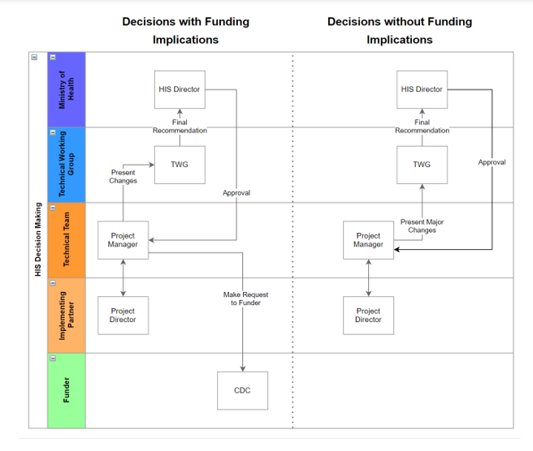 Decisions with Funding
Implications
Decisions without Funding
Implications
HIS Decision Making
Ministry of
Health
HIS Director
HIS Director
Final
Recommendation
Final
Recommendation
Technical Working
Group
TWG
TWG
Present
Changes
Approval
Approval
Technical Team
Project
Manager
Present Major
Changes
Project
Manager
Implementing
Partner
Project
Director
Make Request
to Funder
Project
Director
Funder
CDC